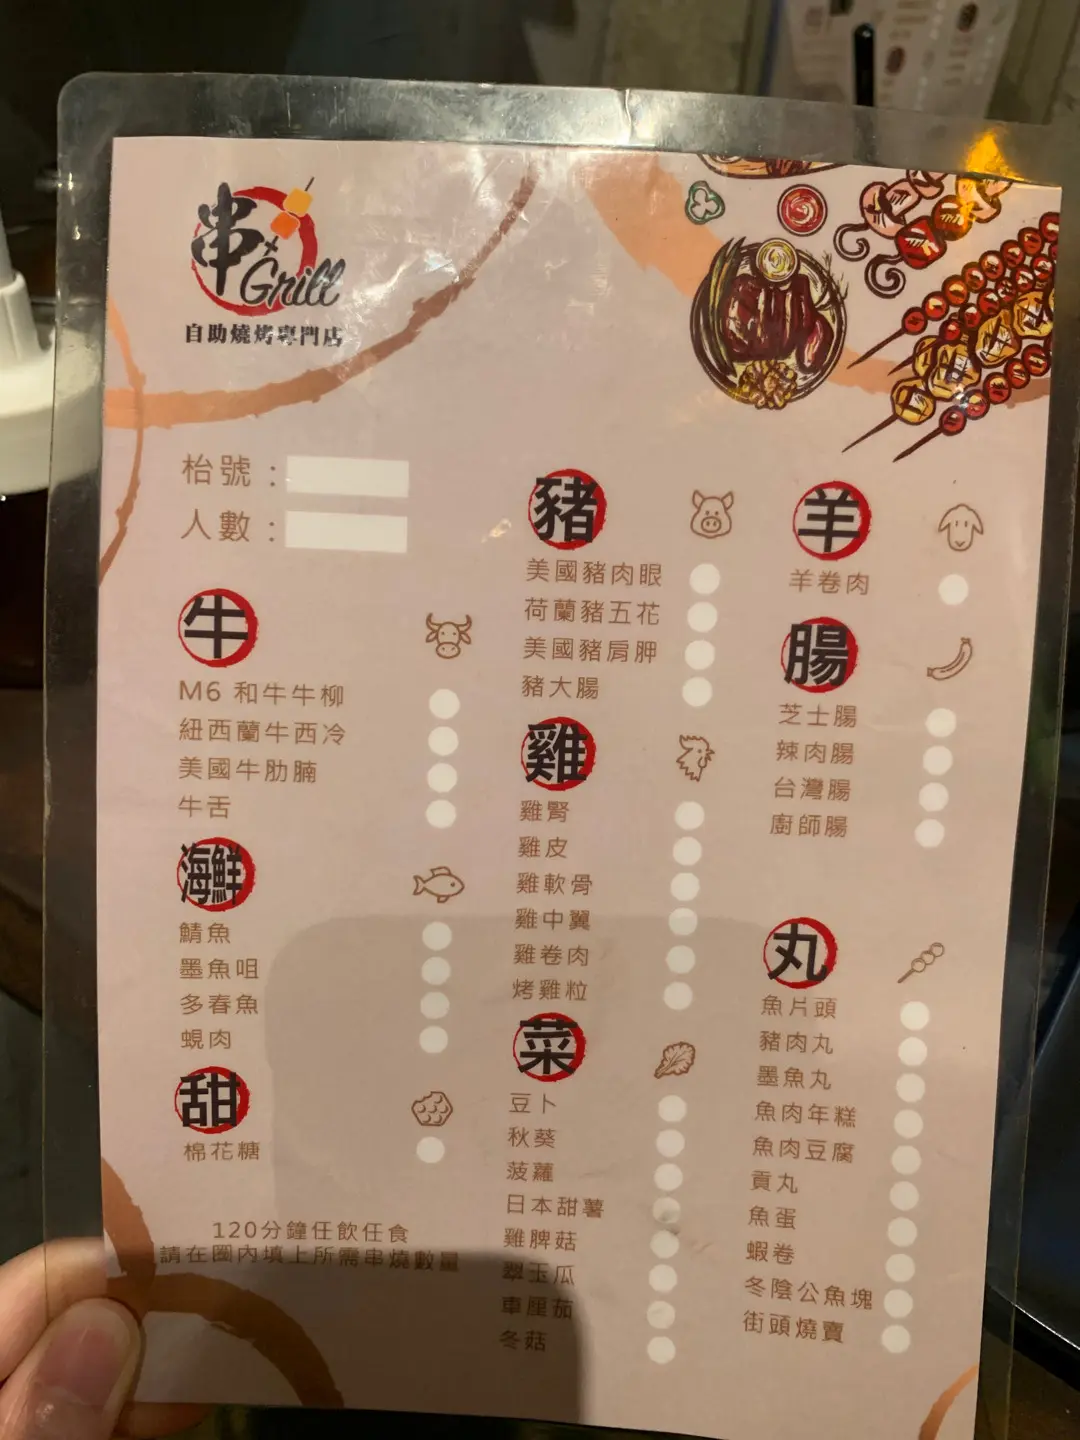 串
×
Grill
自助燒烤專門店
枱號：
人數：
牛
M6 和牛牛柳
紐西蘭牛西冷
美國牛肋腩
牛舌
海鮮
鯖魚
墨魚咀
多春魚
蜆肉
甜
棉花糖
120分鐘任飲任食
請在圈內填上所需串燒數量
豬
美國豬肉眼
荷蘭豬五花
美國豬肩胛
豬大腸
雞
雞腎
雞皮
雞軟骨
雞中翼
雞卷肉
烤雞粒
菜
豆卜
秋葵
菠蘿
日本甜薯
雞脾菇
翠玉瓜
車厘茄
冬菇
羊
羊卷肉
腸
芝士腸
辣肉腸
台灣腸
廚師腸
丸
魚片頭
豬肉丸
墨魚丸
魚肉年糕
魚肉豆腐
貢丸
魚蛋
蝦卷
冬陰公魚塊
街頭燒賣